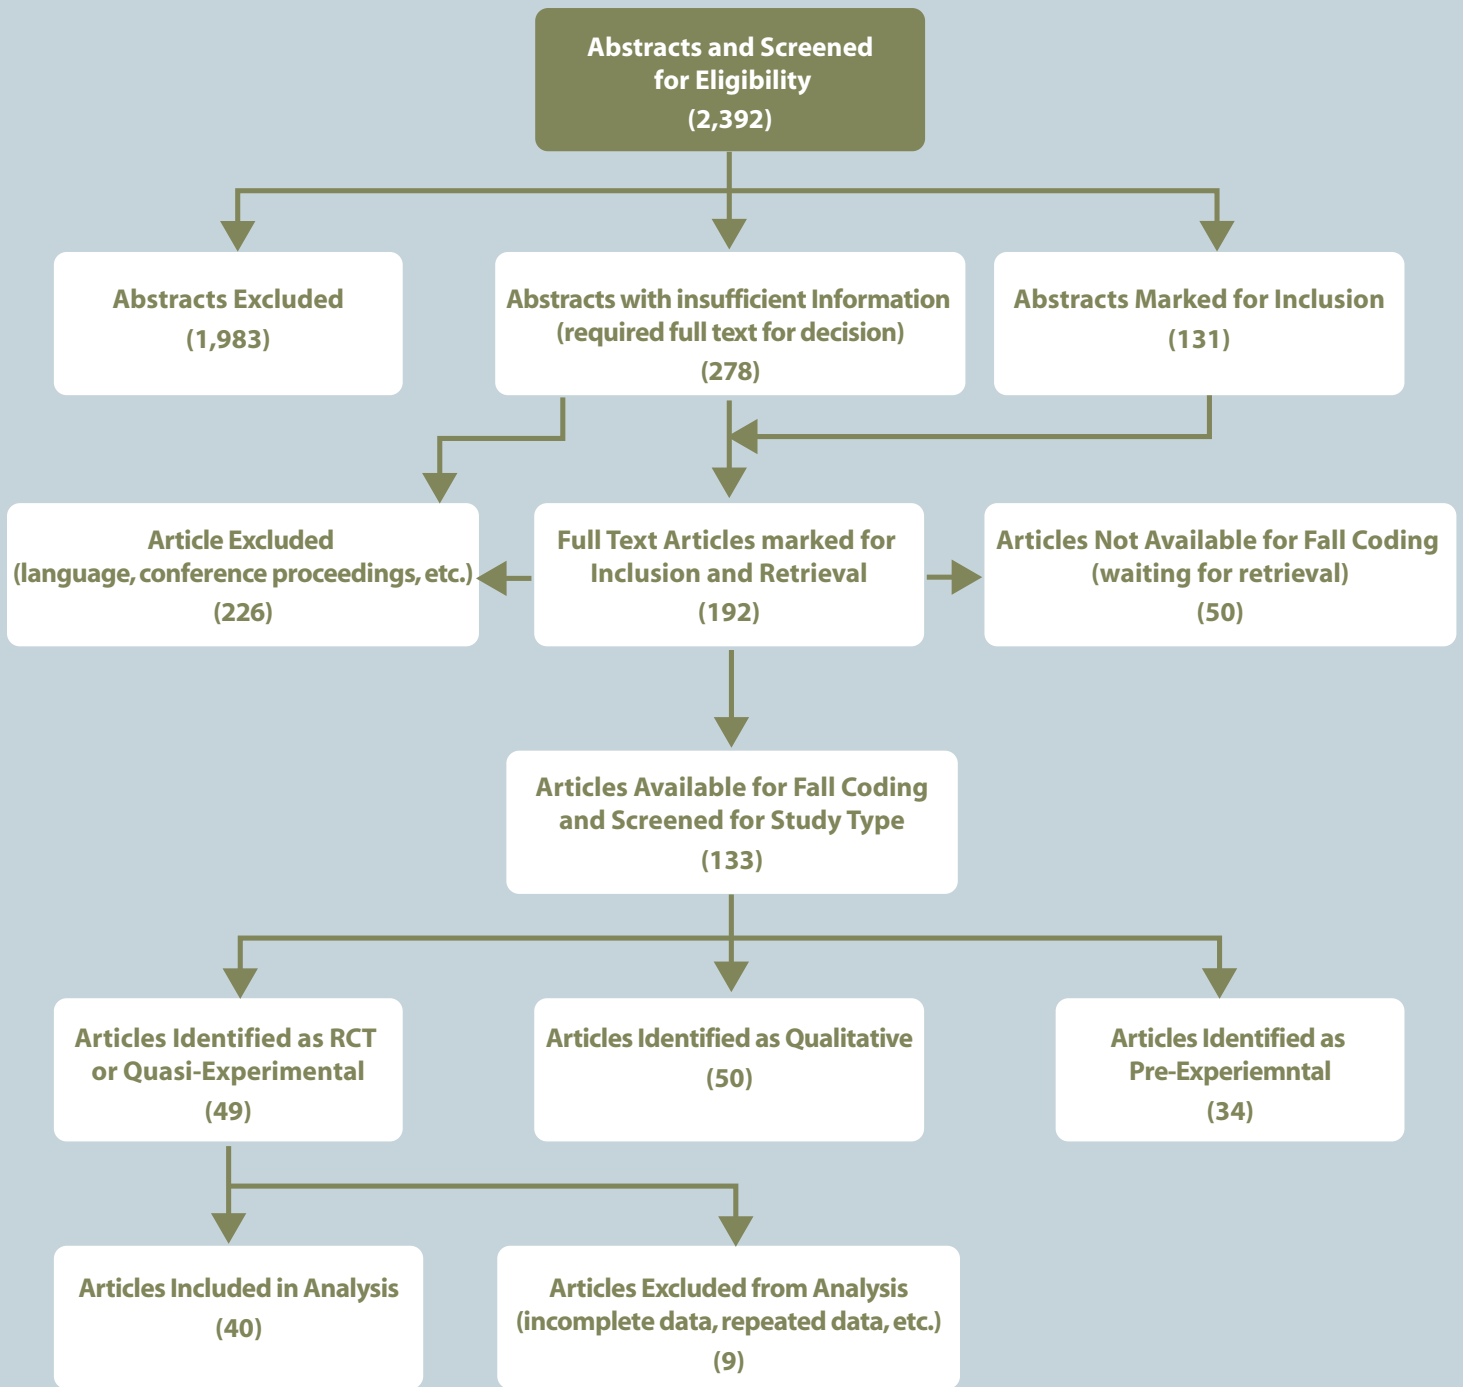 Abstracts and Screened
for Eligibility
(2,392)
Abstracts Excluded
(1,983)
Abstracts with insufficient Information
(required full text for decision)
(278)
Abstracts Marked for Inclusion
(131)
Article Excluded
(language, conference proceedings, etc.)
(226)
Full Text Articles marked for
Inclusion and Retrieval
(192)
Articles Not Available for Fall Coding
(waiting for retrieval)
(50)
Articles Available for Fall Coding
and Screened for Study Type
(133)
Articles Identified as RCT
or Quasi-Experimental
(49)
Articles Identified as Qualitative
(50)
Articles Identified as
Pre-Experiemntal
(34)
Articles Included in Analysis
(40)
Articles Excluded from Analysis
(incomplete data, repeated data, etc.)
(9)